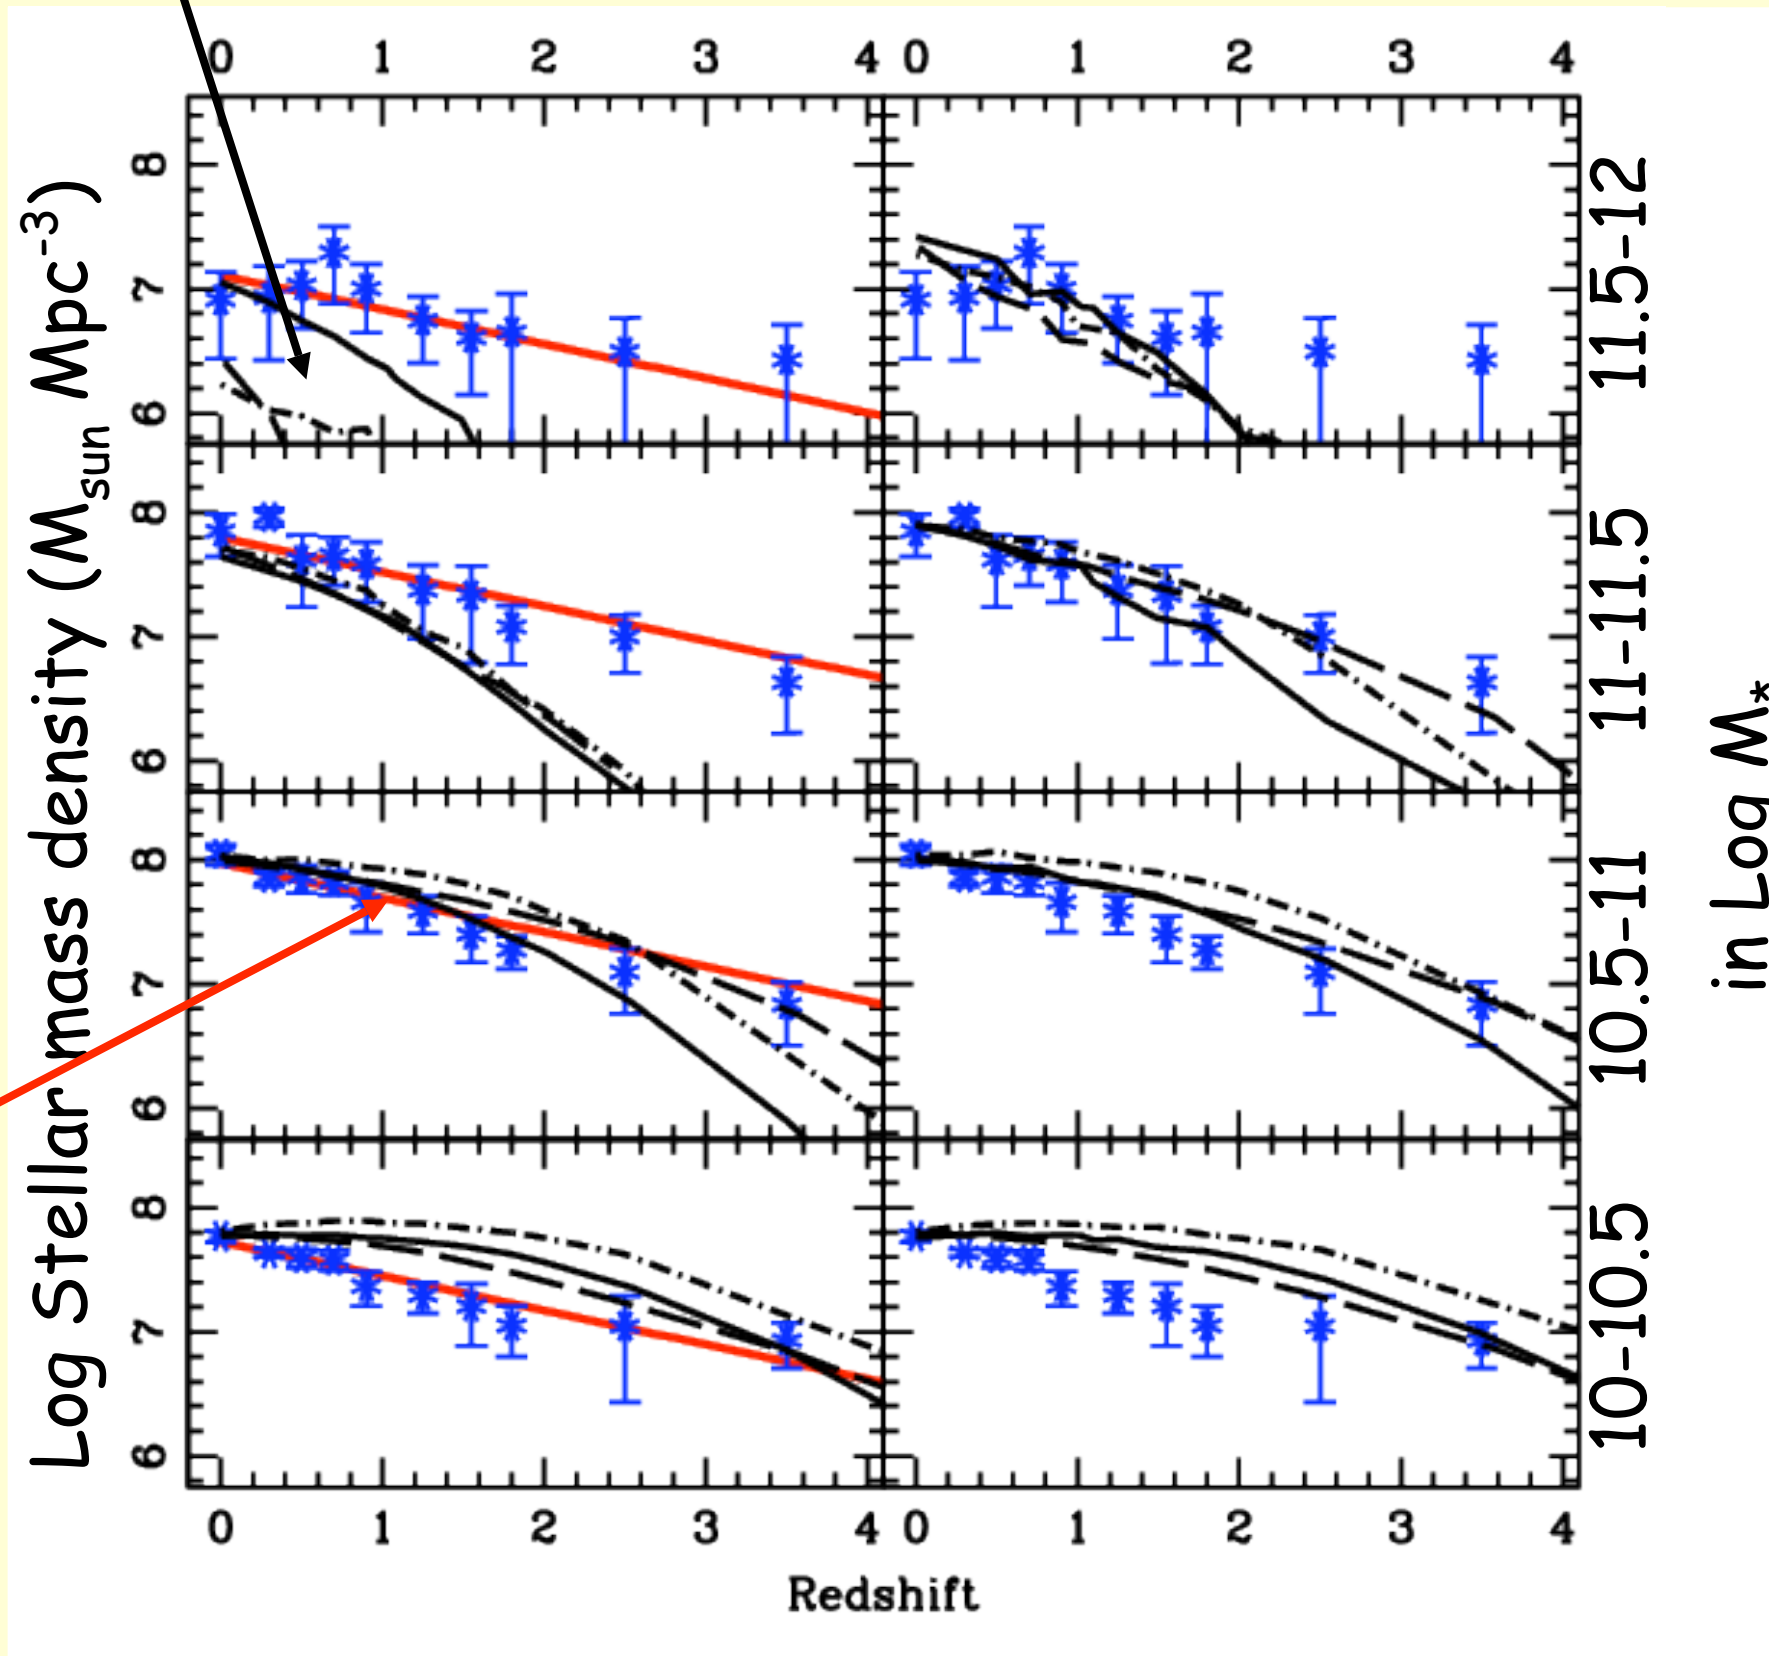 0 1 2 3 4 0 1 2 3 4
Log Stellar mass density (M_sun Mpc^-3)
8 7 6
8 7 6
8 7 6
8 7 6
11.5-12
11-11.5
10.5-11
10-10.5
in Log M_*
0 1 2 3 4 0 1 2 3 4
Redshift